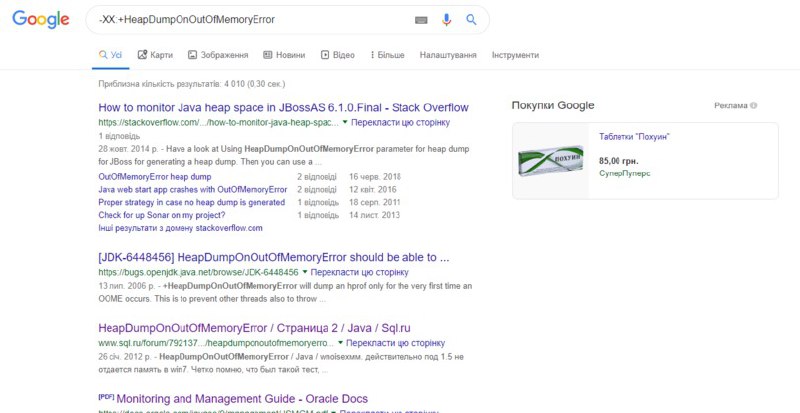 Google
-XX:+HeapDumpOnOutOfMemoryError
Усі Карти Зображення Новини Відео Більше Налаштування Інструменти
Приблизна кількість результатів: 4 010 (0,30 сек.)
How to monitor Java heap space in JBossAS 6.1.0.Final - Stack Overflow
https://stackoverflow.com/.../how-to-monitor-java-heap-spac... Перекласти цю сторінку
1 відповідь
28 жовт. 2014 р. - Have a look at Using HeapDumpOnOutOfMemoryError parameter for heap dump
for JBoss for generating a heap dump. Then you can use a ...
OutOfMemoryError heap dump 2 відповіді 16 черв. 2018
Java web start app crashes with OutOfMemoryError 2 відповіді 12 квіт. 2016
Proper strategy in case no heap dump is generated 1 відповідь 18 серп. 2011
Check for up Sonar on my project? 1 відповідь 14 лист. 2013
Інші результати з домену stackoverflow.com
[JDK-6448456] HeapDumpOnOutOfMemoryError should be able to ...
https://bugs.openjdk.java.net/browse/JDK-6448456 Перекласти цю сторінку
13 лип. 2006 р. - +HeapDumpOnOutOfMemoryError will dump an hprof only for the very first time an
OOME occurs. This is to prevent other threads also to throw ...
HeapDumpOnOutOfMemoryError / Страница 2 / Java / Sql.ru
www.sql.ru/forum/792137.../heapdumponoutofmemoryerro... Перекласти цю сторінку
26 січ. 2012 р. - HeapDumpOnOutOfMemoryError / Java / wnoisexмм. действительно под 1.5 не
отдается память в win7. Четко помню, что был такой тест, ...
[PDF] Monitoring and Management Guide - Oracle Docs
Перекласти цю сторінку
Покупки Google Реклама
ПОХУИН
Таблетки "Похуин"
85,00 грн.
СуперПуперс